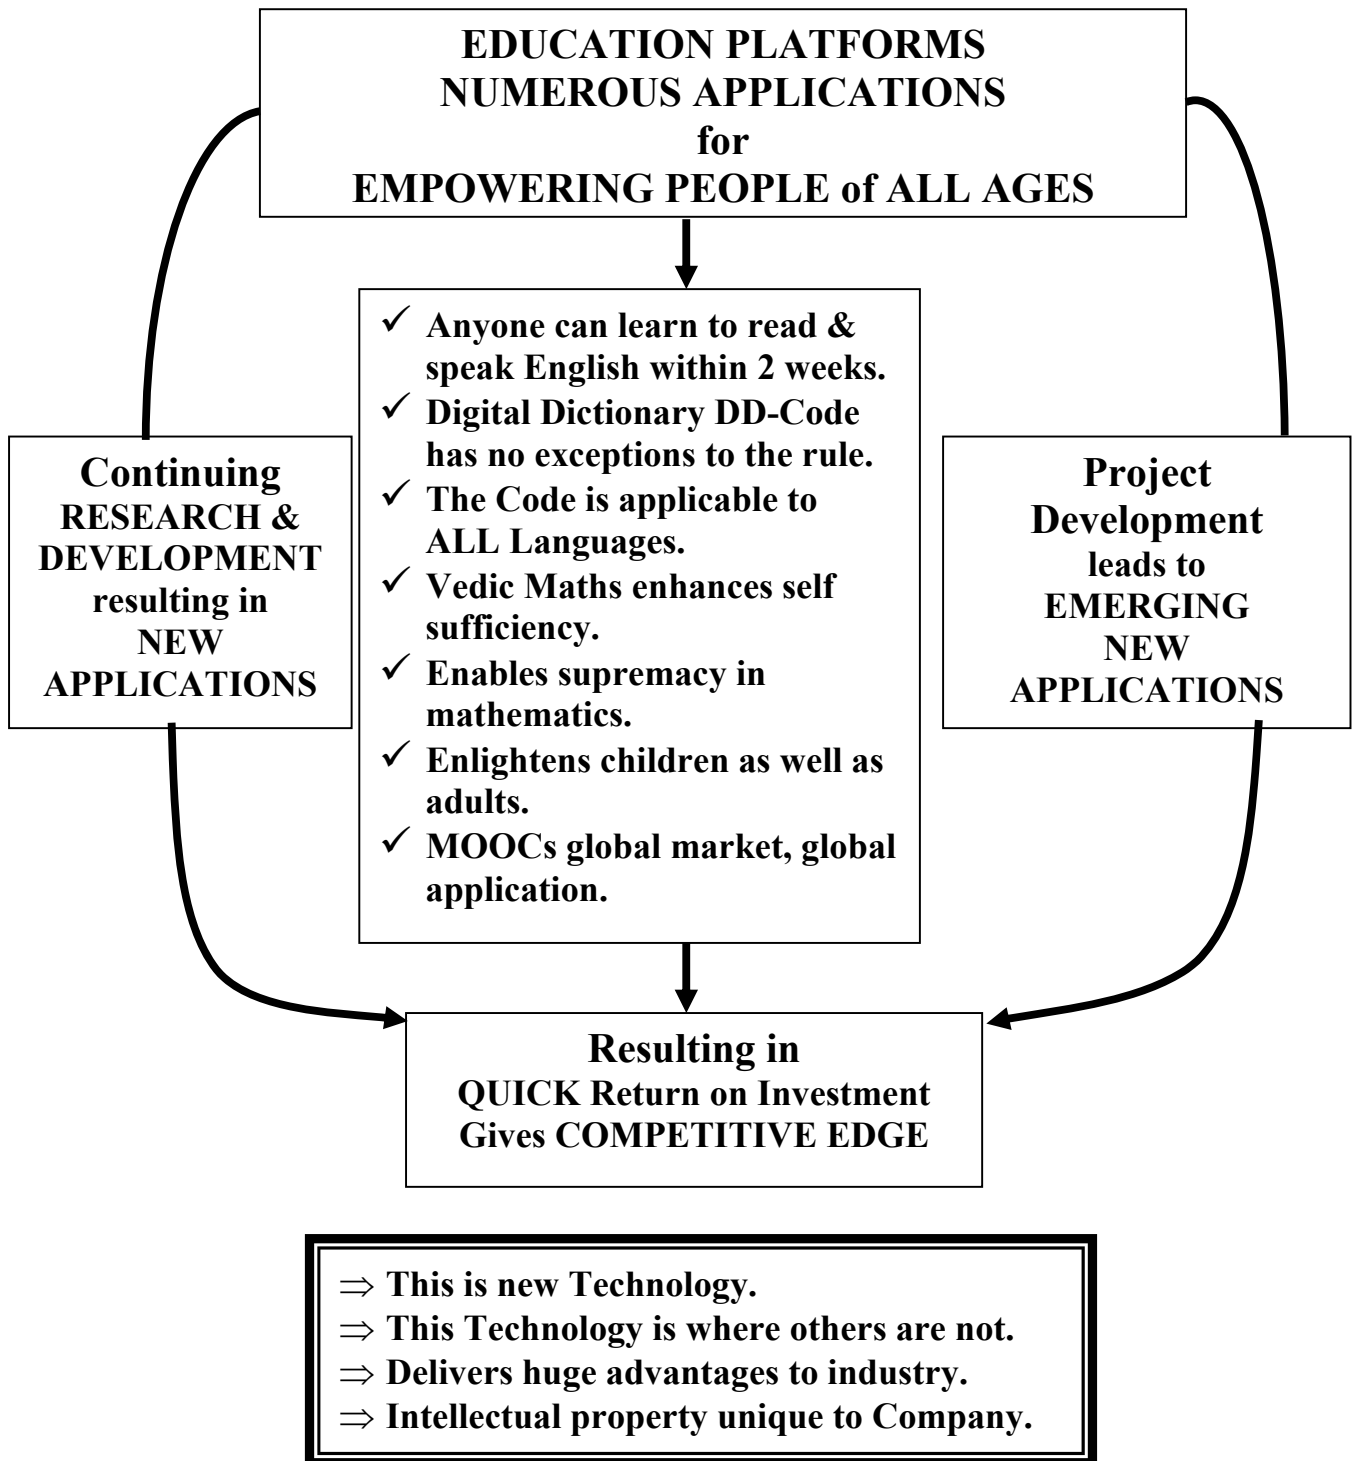 EDUCATION PLATFORMS
NUMEROUS APPLICATIONS
for
EMPOWERING PEOPLE of ALL AGES
✓ Anyone can learn to read &
speak English within 2 weeks.
✓ Digital Dictionary DD-Code
has no exceptions to the rule.
✓ The Code is applicable to
ALL Languages.
✓ Vedic Maths enhances self
sufficiency.
✓ Enables supremacy in
mathematics.
✓ Enlightens children as well as
adults.
✓ MOOCs global market, global
application.
Continuing
RESEARCH &
DEVELOPMENT
resulting in
NEW
APPLICATIONS
Project
Development
leads to
EMERGING
NEW
APPLICATIONS
Resulting in
QUICK Return on Investment
Gives COMPETITIVE EDGE
⇒ This is new Technology.
⇒ This Technology is where others are not.
⇒ Delivers huge advantages to industry.
⇒ Intellectual property unique to Company.